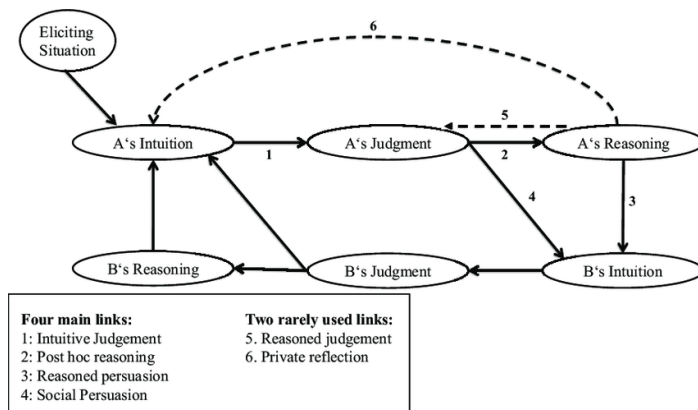 Eliciting
Situation
6
5
A‘s Intuition
1
A‘s Judgment
2
A‘s Reasoning
4
3
B‘s Reasoning
B‘s Judgment
B‘s Intuition
Four main links:
1: Intuitive Judgement
2: Post hoc reasoning
3: Reasoned persuasion
4: Social Persuasion
Two rarely used links:
5. Reasoned judgement
6. Private reflection